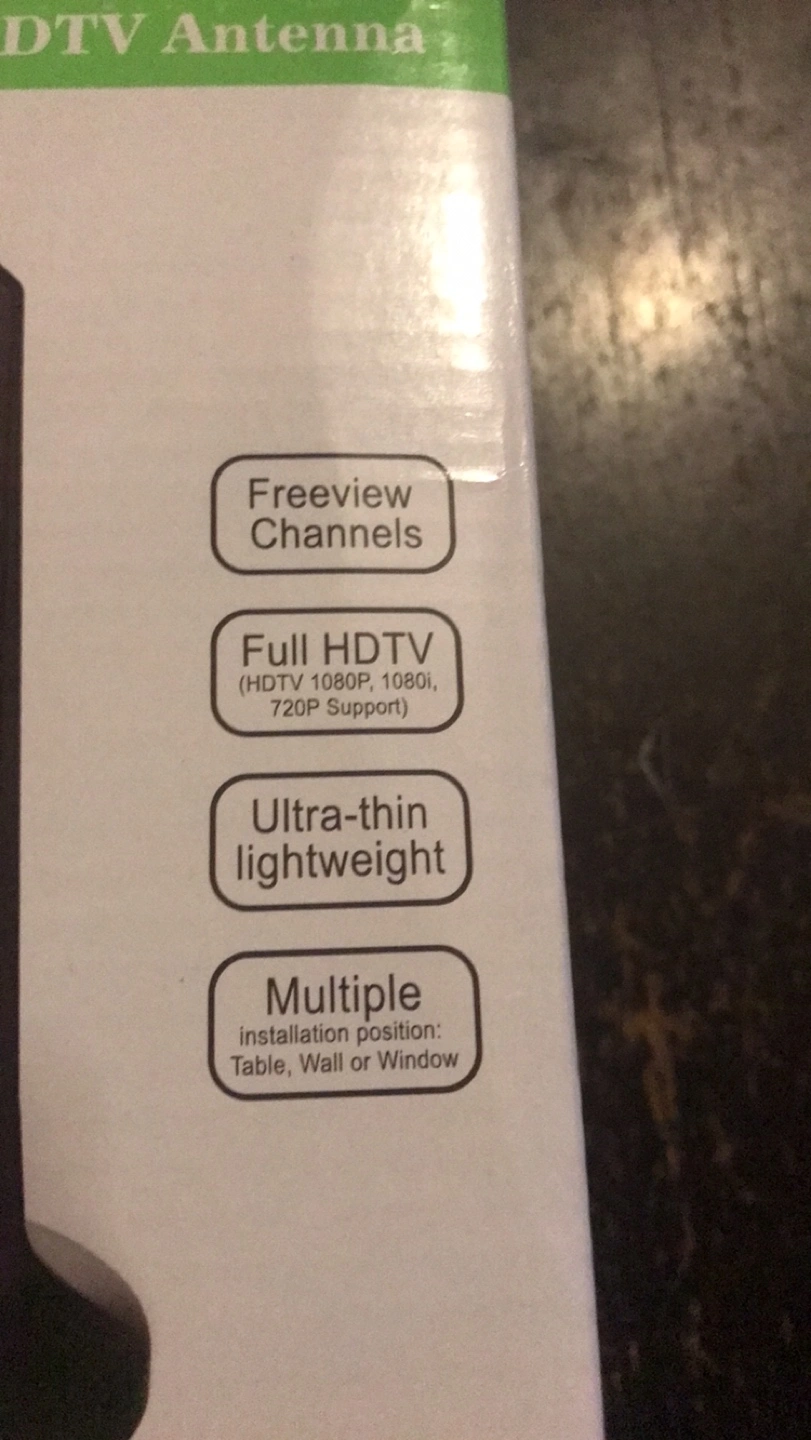 DTV Antenna
Freeview
Channels
Full HDTV
(HDTV 1080P, 1080i,
720P Support)
Ultra-thin
lightweight
Multiple
installation position:
Table, Wall or Window